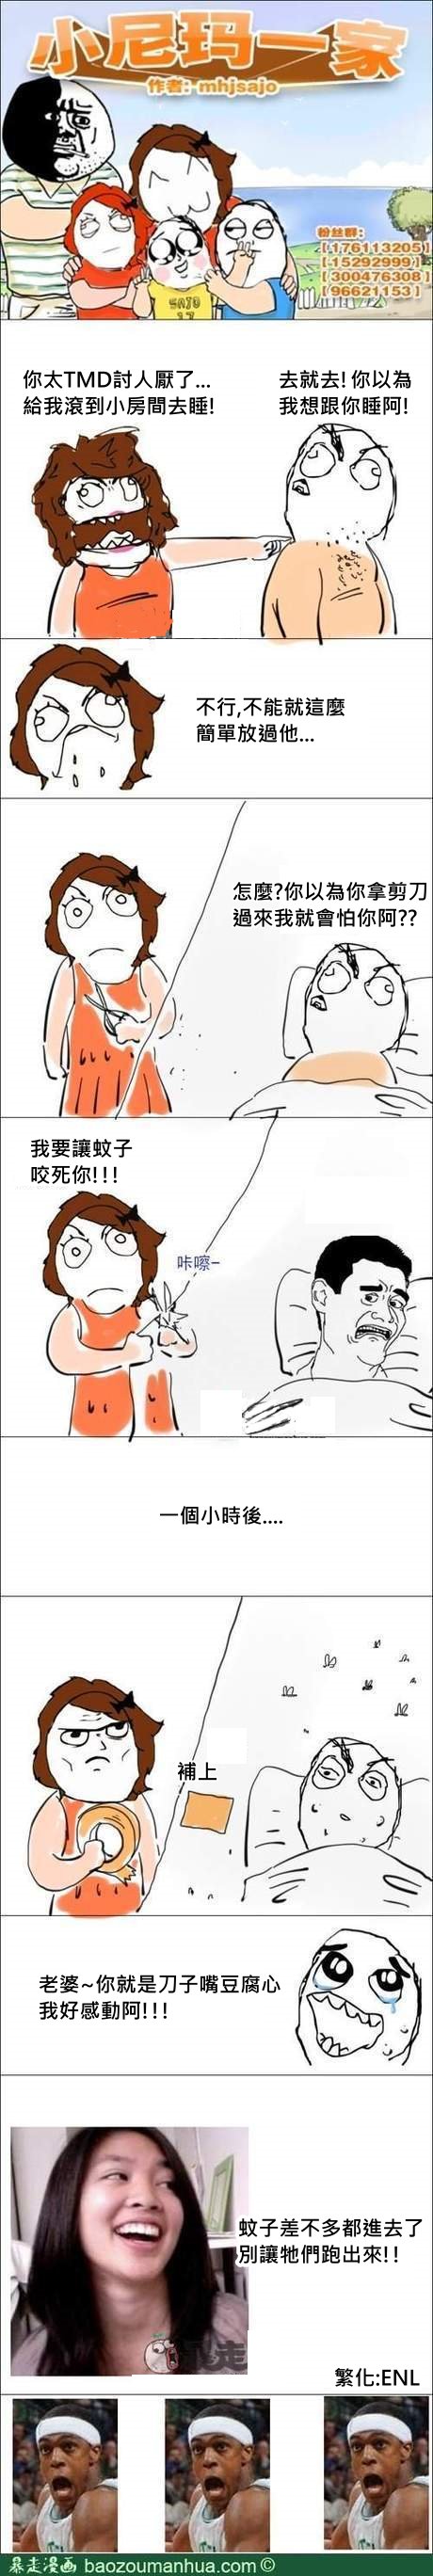 小尼玛一家
作者: mhjsajo
粉丝群:
【176113205】
【15292999】
【300476308】
【96621153】
SAJO
17
你太TMD討人厭了...
給我滾到小房間去睡!
去就去! 你以為
我想跟你睡阿!
不行,不能就這麼
簡單放過他...
怎麼?你以為你拿剪刀
過來我就會怕你阿??
我要讓蚊子
咬死你!!!
咔嚓-
一個小時後....
補上
老婆~你就是刀子嘴豆腐心
我好感動阿!!!
蚊子差不多都進去了
別讓牠們跑出來!!
暴走
繁化:ENL
暴走漫画 baozoumanhua.com ©